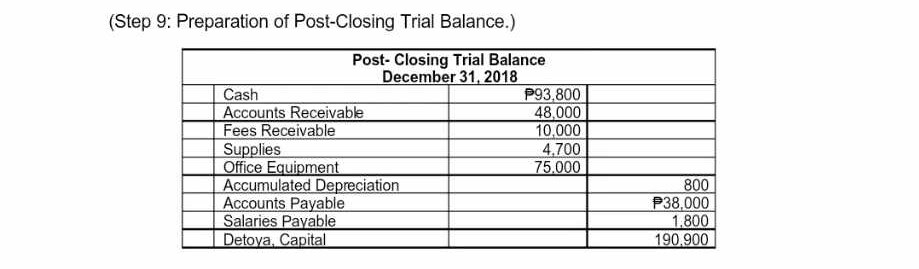 (Step 9: Preparation of Post-Closing Trial Balance.)
Post- Closing Trial Balance
December 31, 2018
Cash ₱93,800
Accounts Receivable 48,000
Fees Receivable 10,000
Supplies 4,700
Office Equipment 75,000
Accumulated Depreciation 800
Accounts Payable ₱38,000
Salaries Payable 1,800
Detoya, Capital 190,900